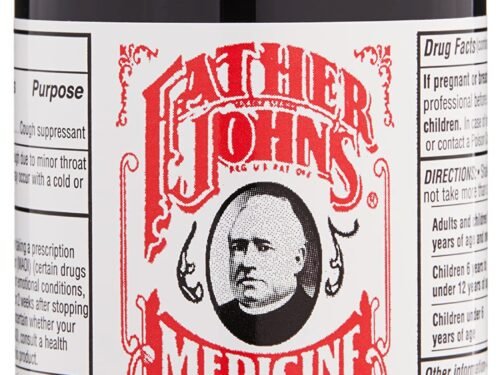 Purpose
Cough suppressant
due to minor throat
occur with a cold or
taking a prescription
(MAOI) (certain drugs
emotional conditions,
2 weeks after stopping
certain whether your
consult a health
product.
FATHER
JOHN'S
REG. U.S. PAT. OFF.
®
MEDICINE
Drug Facts
If pregnant or
professional before
children. In case of
or contact a Poison
DIRECTIONS:
not take more than
Adults and children
years of age and
Children 6 years to
under 12 years of
Children under 6
years of age
Other information